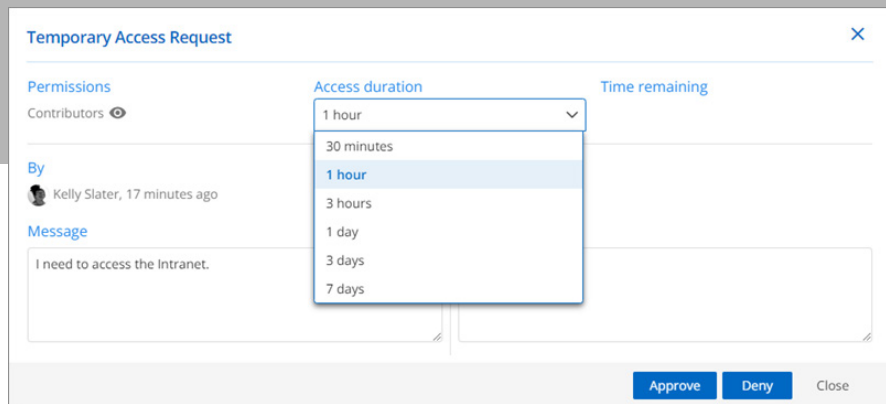 Temporary Access Request
Permissions
Access duration
Time remaining
Contributors
1 hour
30 minutes
1 hour
3 hours
1 day
3 days
7 days
By
Kelly Slater, 17 minutes ago
Message
I need to access the Intranet.
Approve
Deny
Close